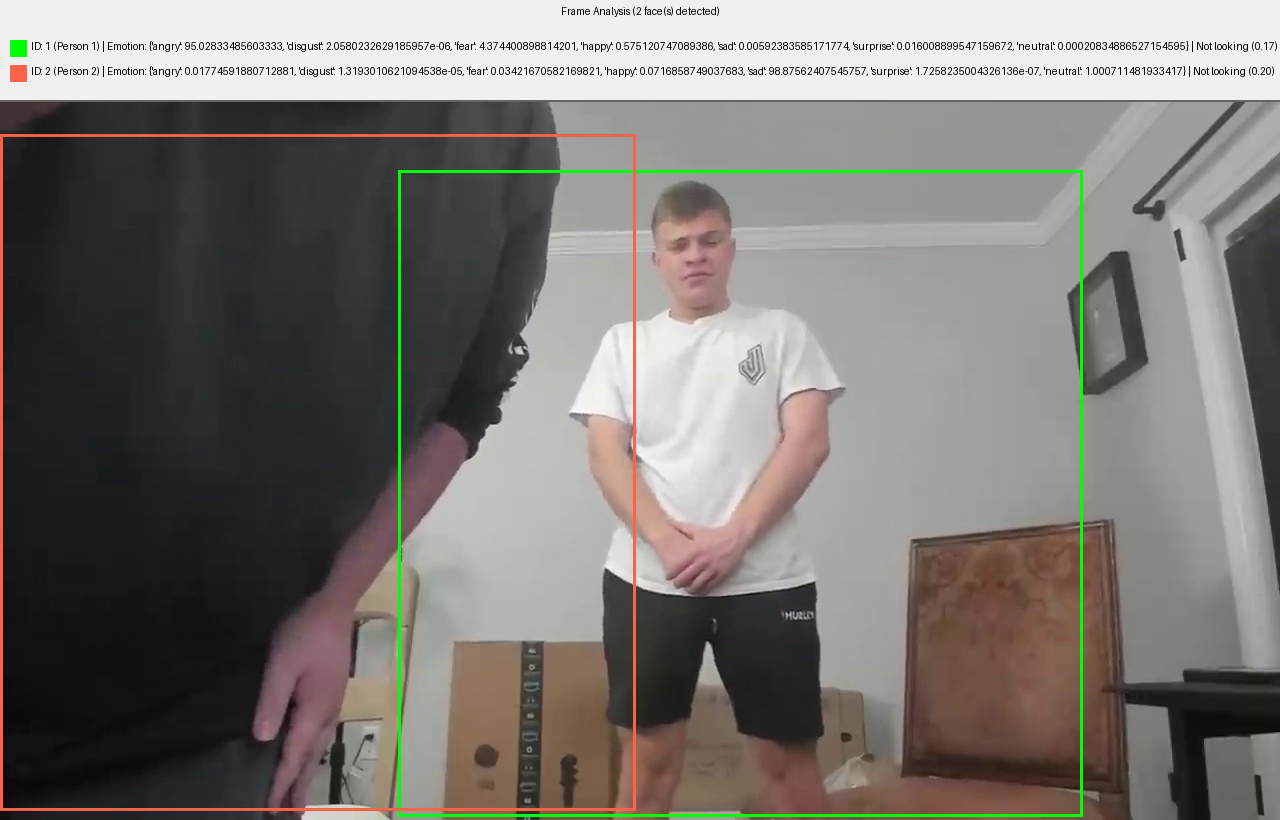 Frame Analysis (2 face(s) detected)
ID: 1 (Person 1) | Emotion: {'angry': 95.02833485603333, 'disgust': 2.0580232629185957e-06, 'fear': 4.374400898814201, 'happy': 0.575120747089386, 'sad': 0.00592383585171774, 'surprise': 0.016008899547159672, 'neutral': 0.00020834886527154595} | Not looking (0.17)
ID: 2 (Person 2) | Emotion: {'angry': 0.01774591880712881, 'disgust': 1.3193010621094538e-05, 'fear': 0.03421670582169821, 'happy': 0.0716858749037683, 'sad': 98.87562407545757, 'surprise': 1.7258235004326136e-07, 'neutral': 1.000711481933417} | Not looking (0.20)
HURLEY